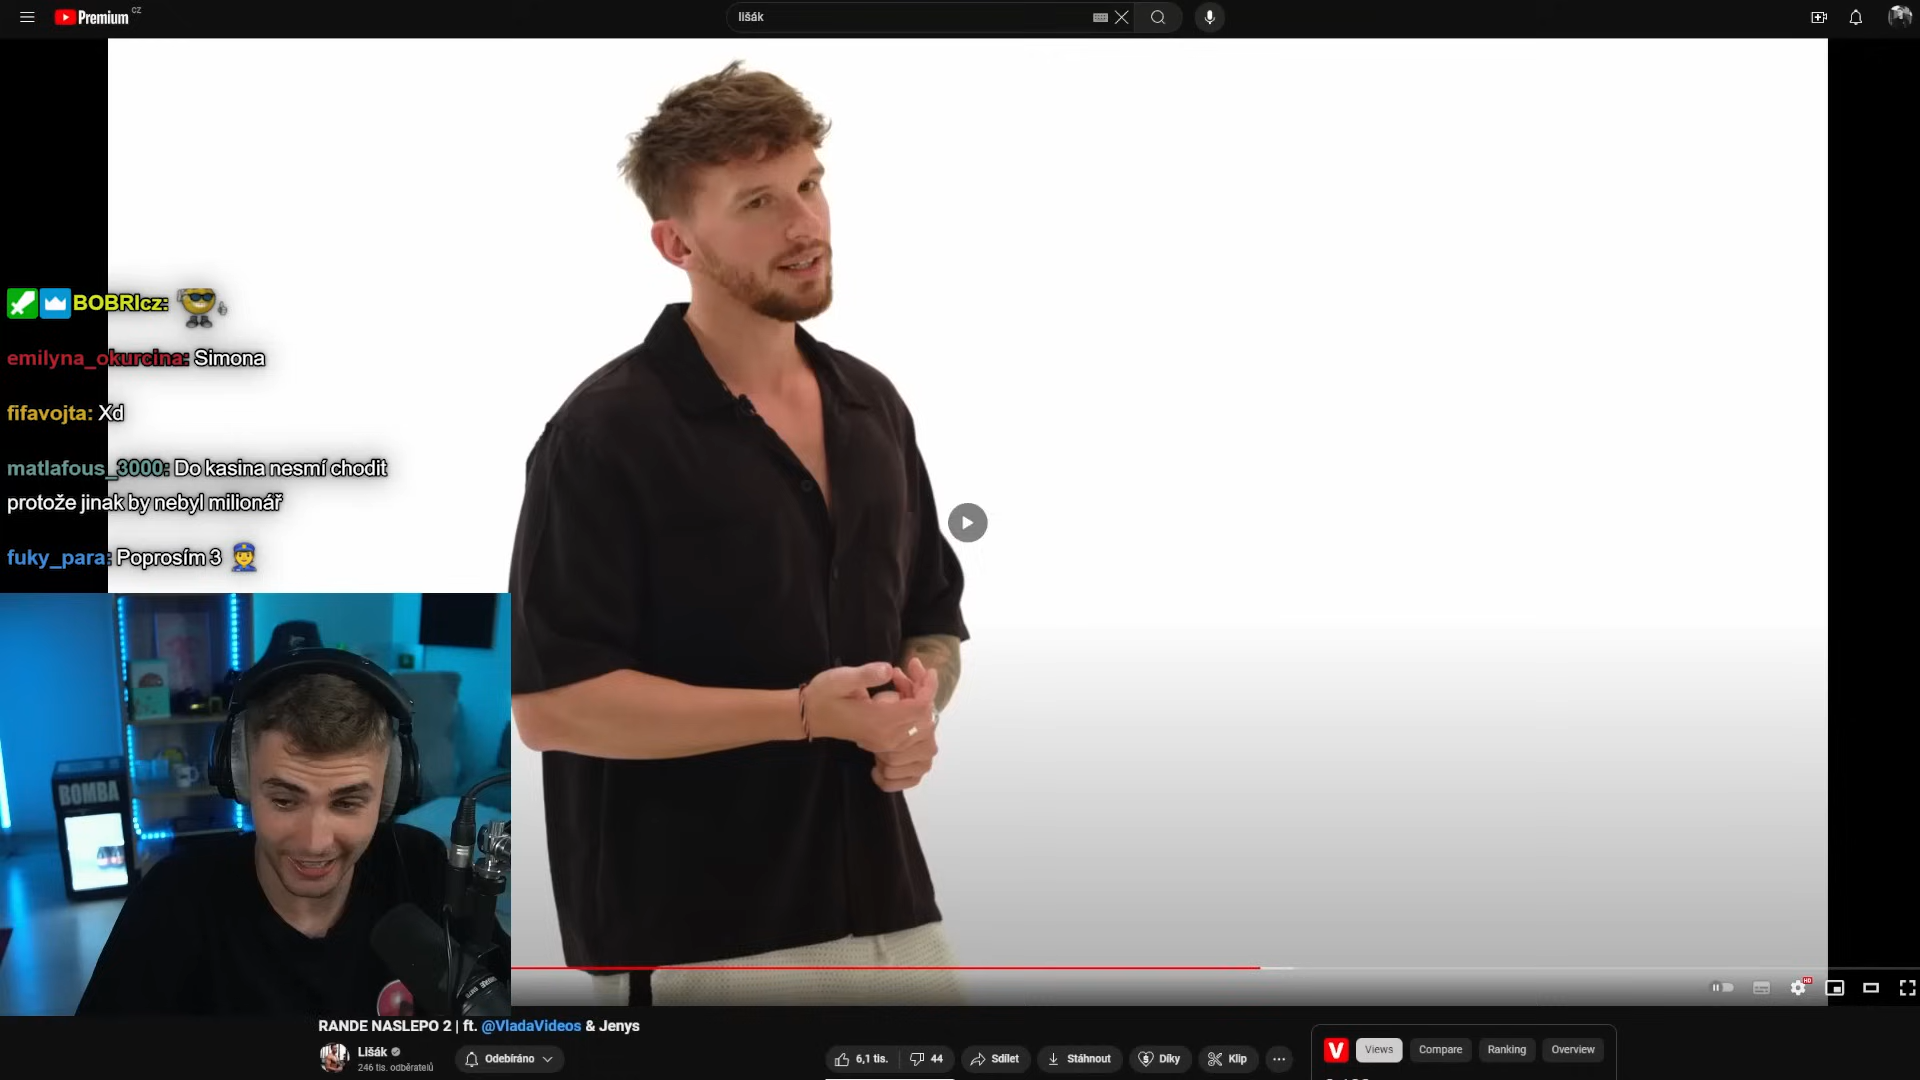 Premium CZ
lišák
BOBRIcz:
emilyna_okurcina: Simona
fifavojta: Xd
matlafous_3000: Do kasina nesmí chodit
protože jinak by nebyl milionář
fuky_para: Poprosím 3
BOMBA
HD
RANDE NASLEPO 2 | ft. @VladaVideos & Jenys
Lišák
246 tis. odběratelů
Odebíráno
6,1 tis.
44
Sdílet
Stáhnout
Díky
Klip
Views
Compare
Ranking
Overview